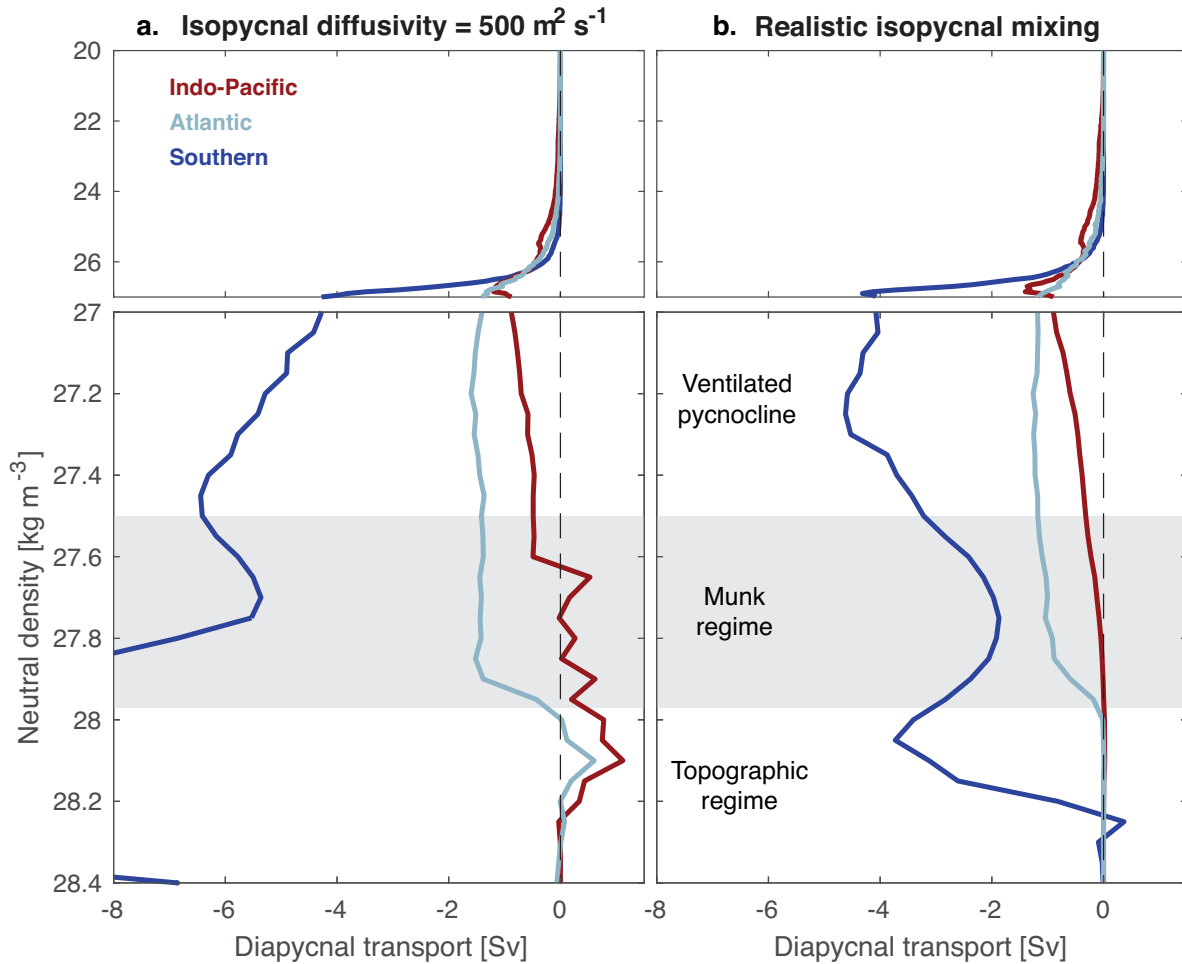 a. Isopycnal diffusivity = 500 m² s⁻¹
b. Realistic isopycnal mixing
20
22
24
26
Indo-Pacific
Atlantic
Southern
27
27.2
27.4
27.6
27.8
28
28.2
28.4
Neutral density [kg m⁻³]
Ventilated
pycnocline
Munk
regime
Topographic
regime
-8 -6 -4 -2 0
-8 -6 -4 -2 0
Diapycnal transport [Sv]
Diapycnal transport [Sv]